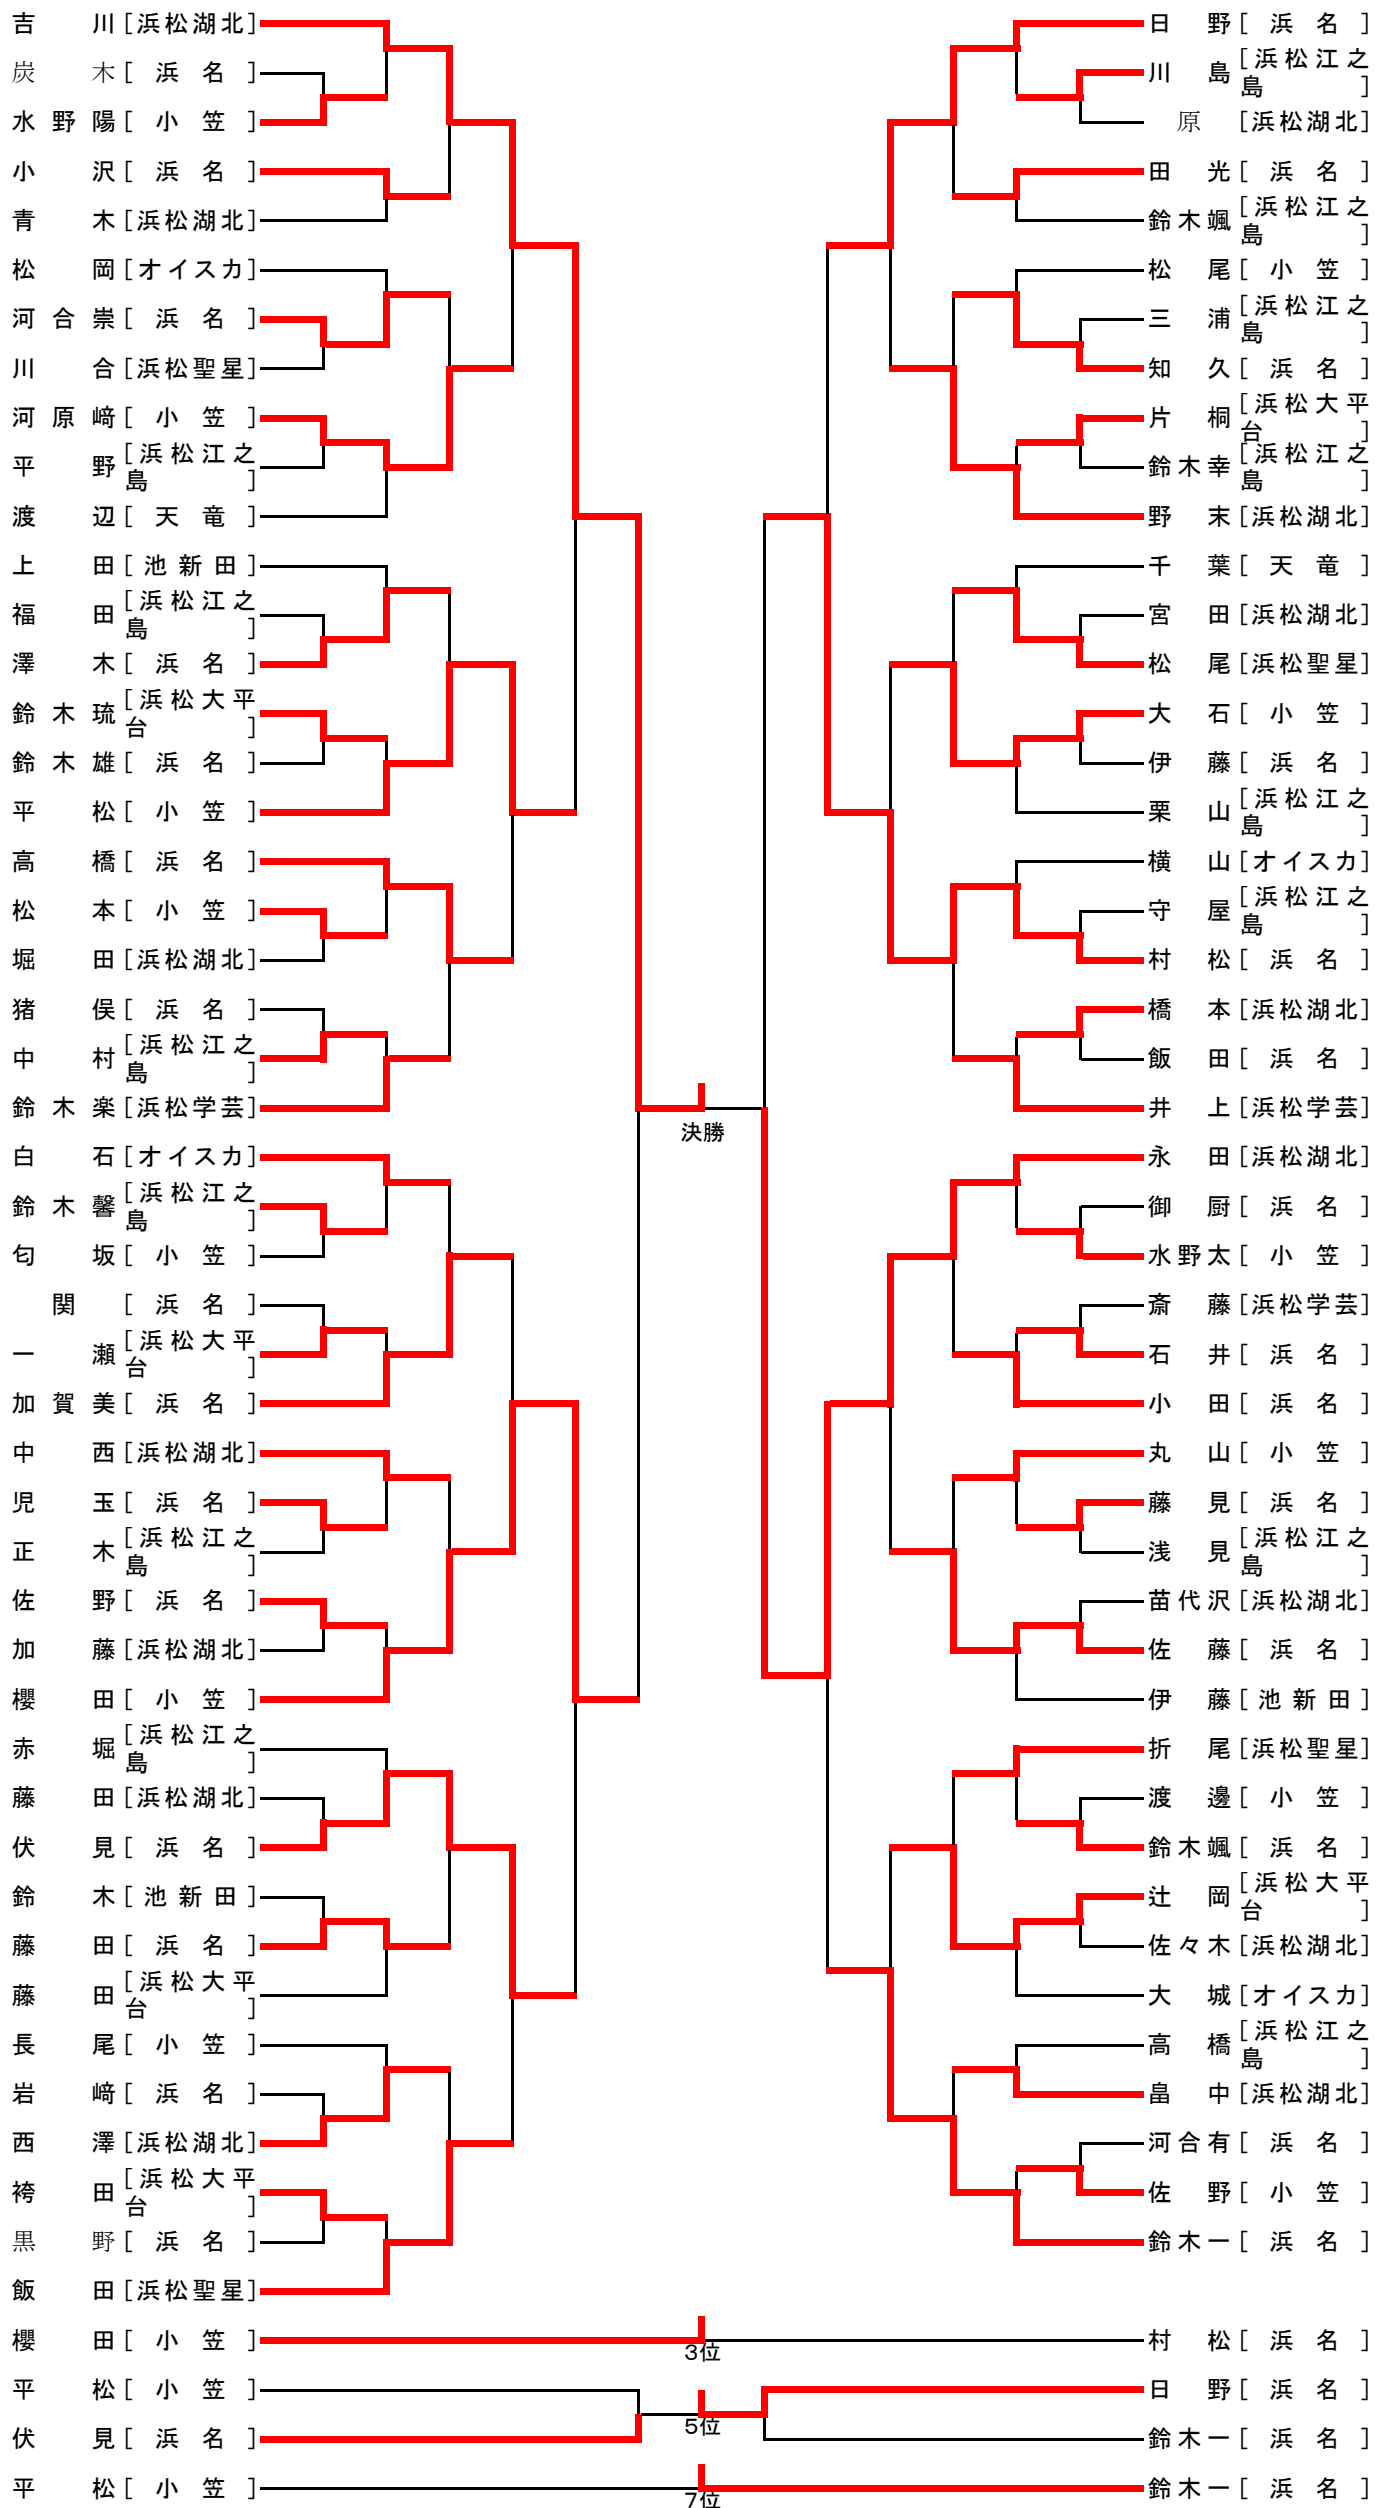 吉川[浜松湖北]
炭木[浜名]
水野陽[小笠]
小沢[浜名]
青木[浜松湖北]
松岡[オイスカ]
河合崇[浜名]
川合[浜松聖星]
河原﨑[小笠]
平野[浜松江之島]
渡辺[天竜]
上田[池新田]
福田[浜松江之島]
澤木[浜名]
鈴木琉[浜松大平台]
鈴木雄[浜名]
平松[小笠]
高橋[浜名]
松本[小笠]
堀田[浜松湖北]
猪俣[浜名]
中村[浜松江之島]
鈴木楽[浜松学芸]
白石[オイスカ]
鈴木馨[浜松江之島]
匂坂[小笠]
関[浜名]
一瀬[浜松大平台]
加賀美[浜名]
中西[浜松湖北]
児玉[浜名]
正木[浜松江之島]
佐野[浜名]
加藤[浜松湖北]
櫻田[小笠]
赤堀[浜松江之島]
藤田[浜松湖北]
伏見[浜名]
鈴木[池新田]
藤田[浜名]
藤田[浜松大平台]
長尾[小笠]
岩﨑[浜名]
西澤[浜松湖北]
袴田[浜松大平台]
黒野[浜名]
飯田[浜松聖星]
決勝
日野[浜名]
川島[浜松江之島]
原[浜松湖北]
田光[浜名]
鈴木颯[浜松江之島]
松尾[小笠]
三浦[浜松江之島]
知久[浜名]
片桐[浜松大平台]
鈴木幸[浜松江之島]
野末[浜松湖北]
千葉[天竜]
宮田[浜松湖北]
松尾[浜松聖星]
大石[小笠]
伊藤[浜名]
栗山[浜松江之島]
横山[オイスカ]
守屋[浜松江之島]
村松[浜名]
橋本[浜松湖北]
飯田[浜名]
井上[浜松学芸]
永田[浜松湖北]
御厨[浜名]
水野太[小笠]
斎藤[浜松学芸]
石井[浜名]
小田[浜名]
丸山[小笠]
藤見[浜名]
浅見[浜松江之島]
苗代沢[浜松湖北]
佐藤[浜名]
伊藤[池新田]
折尾[浜松聖星]
渡邊[小笠]
鈴木颯[浜名]
辻岡[浜松大平台]
佐々木[浜松湖北]
大城[オイスカ]
高橋[浜松江之島]
畠中[浜松湖北]
河合有[浜名]
佐野[小笠]
鈴木一[浜名]
櫻田[小笠]
3位
村松[浜名]
平松[小笠]
伏見[浜名]
5位
日野[浜名]
鈴木一[浜名]
平松[小笠]
7位
鈴木一[浜名]